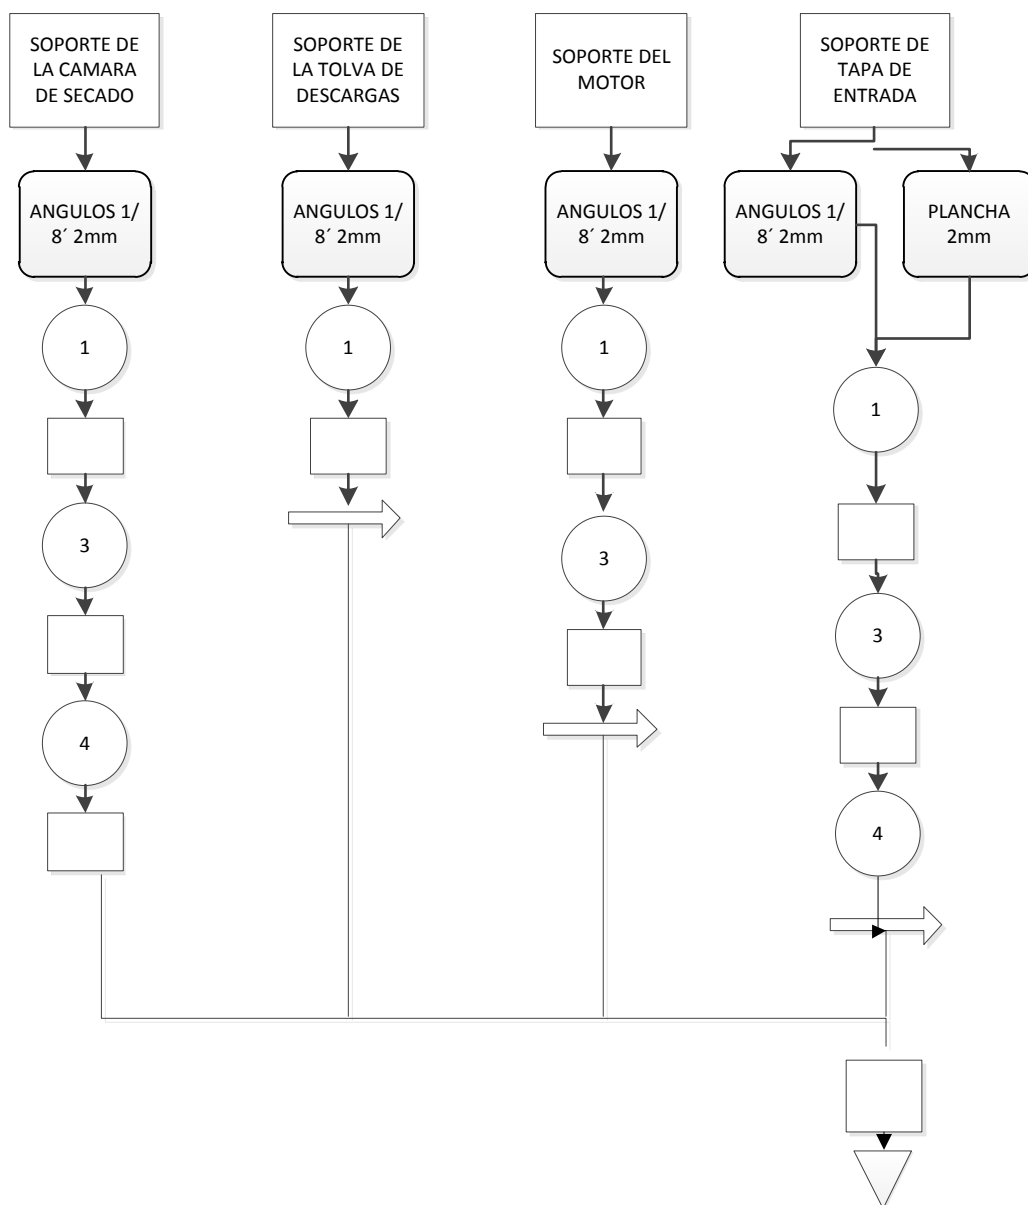 SOPORTE DE
LA CAMARA
DE SECADO
SOPORTE DE
LA TOLVA DE
DESCARGAS
SOPORTE DEL
MOTOR
SOPORTE DE
TAPA DE
ENTRADA
ANGULOS 1/
8´ 2mm
ANGULOS 1/
8´ 2mm
ANGULOS 1/
8´ 2mm
ANGULOS 1/
8´ 2mm
PLANCHA
2mm
1
1
1
1
3
3
3
4
4